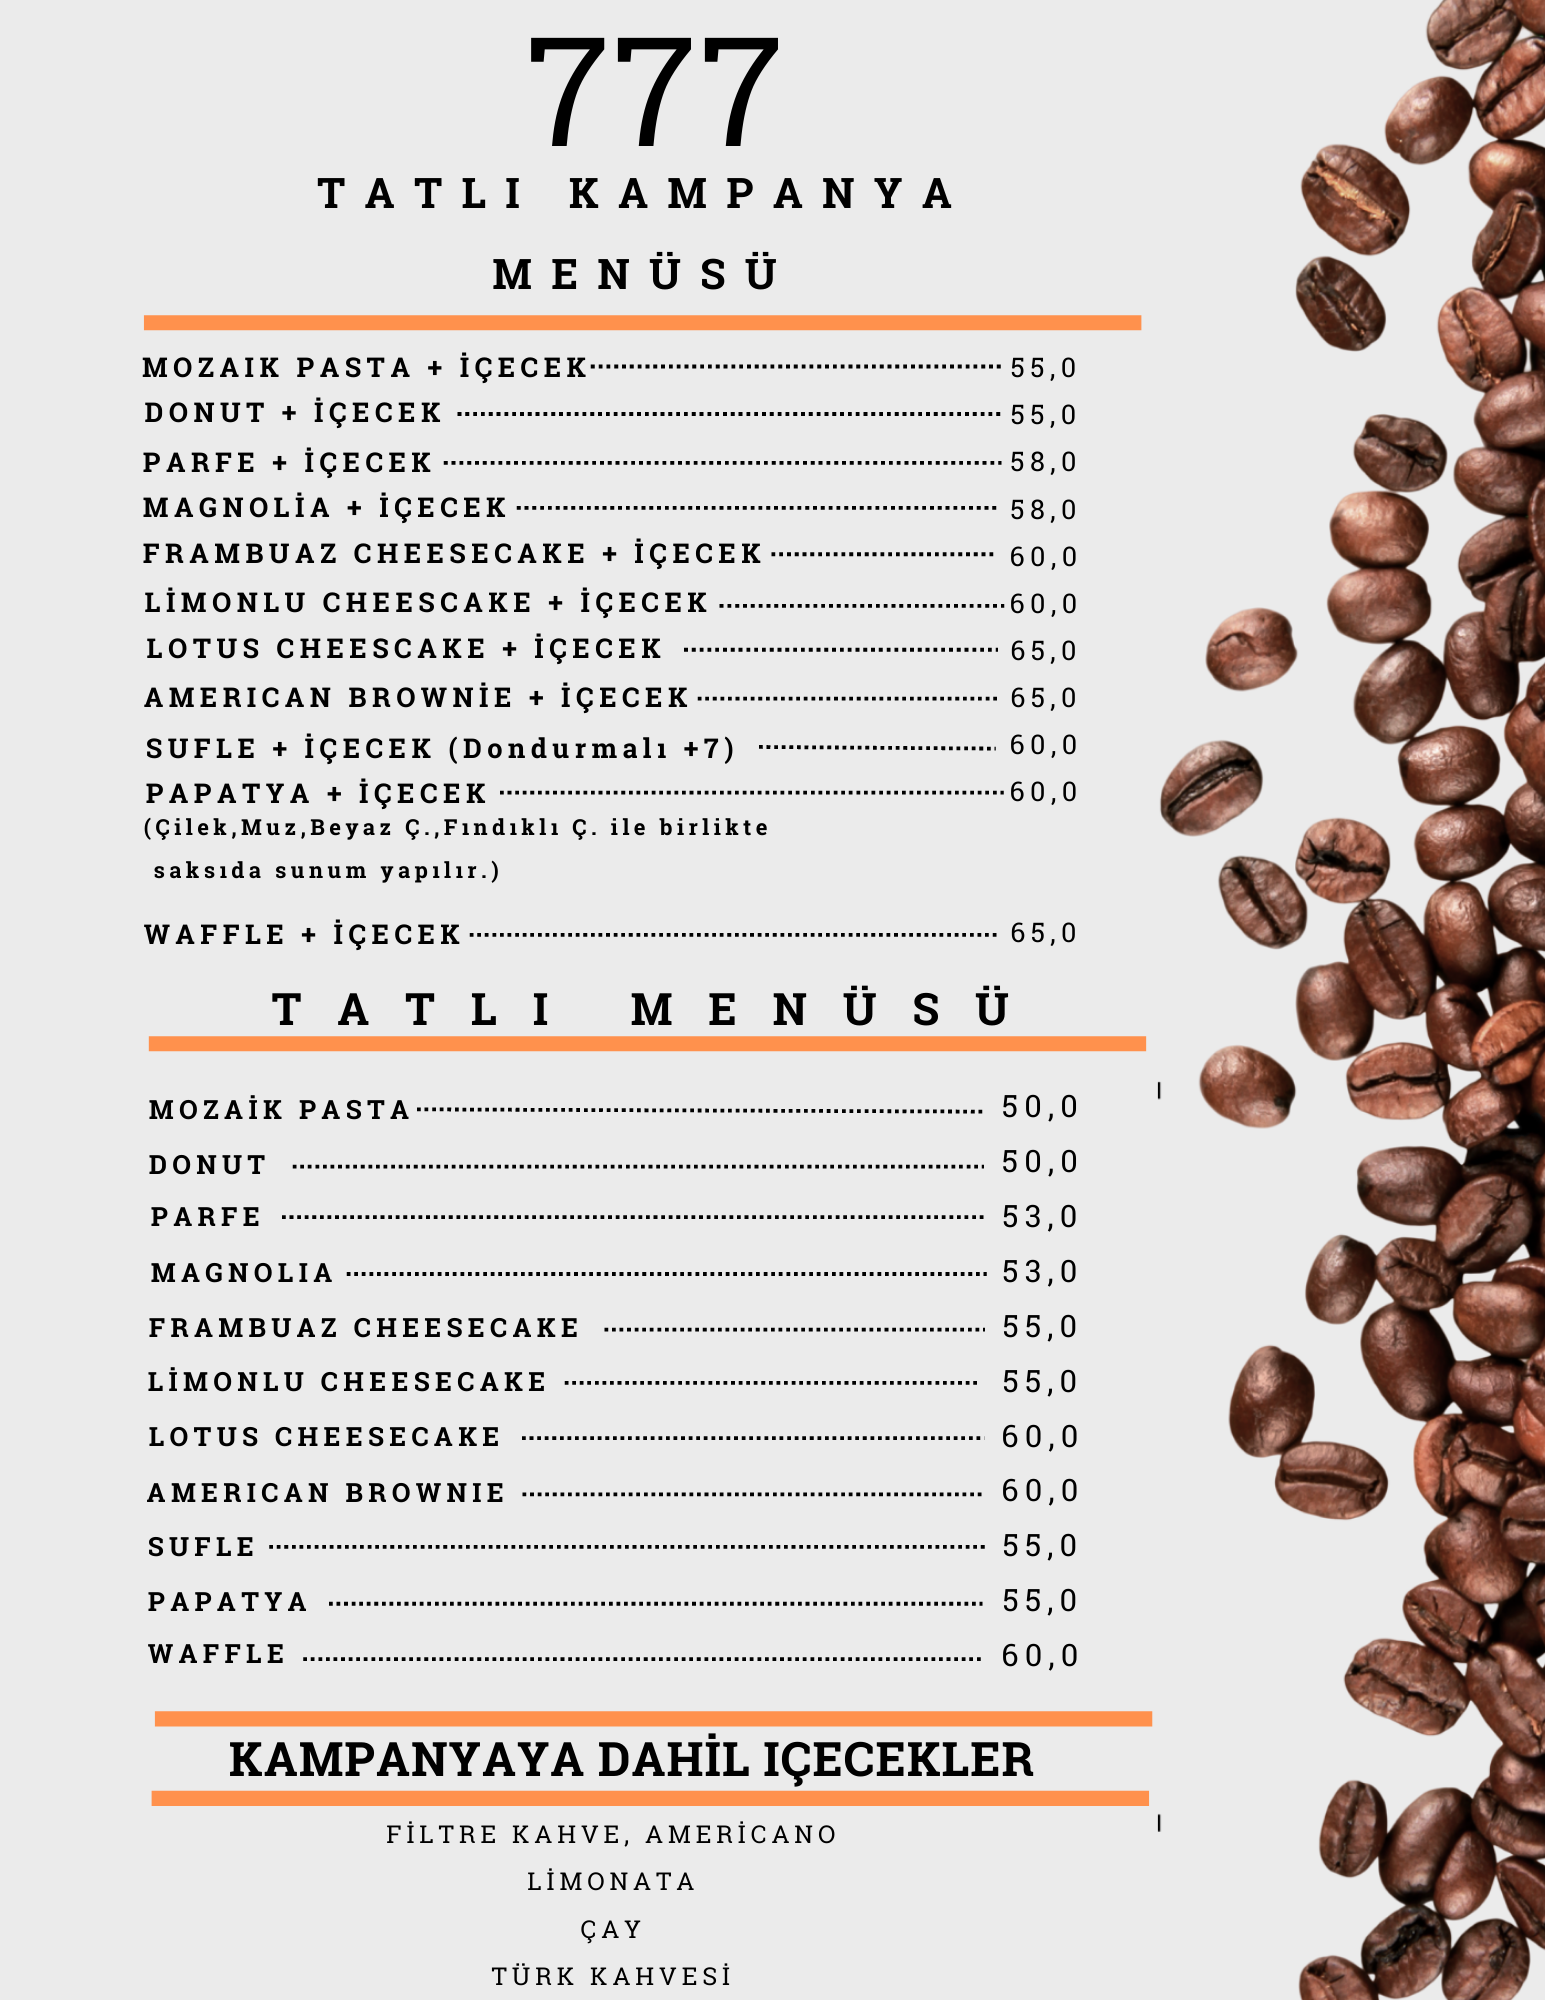 777
TATLI KAMPANYA
MENÜSÜ
MOZAIK PASTA + İÇECEK 55,0
DONUT + İÇECEK 55,0
PARFE + İÇECEK 58,0
MAGNOLİA + İÇECEK 58,0
FRAMBUAZ CHEESECAKE + İÇECEK 60,0
LİMONLU CHEESCAKE + İÇECEK 60,0
LOTUS CHEESCAKE + İÇECEK 65,0
AMERICAN BROWNİE + İÇECEK 65,0
SUFLE + İÇECEK (Dondurmalı +7) 60,0
PAPATYA + İÇECEK 60,0
(Çilek,Muz,Beyaz Ç.,Fındıklı Ç. ile birlikte
saksıda sunum yapılır.)
WAFFLE + İÇECEK 65,0
TATLI MENÜSÜ
MOZAİK PASTA 50,0
DONUT 50,0
PARFE 53,0
MAGNOLIA 53,0
FRAMBUAZ CHEESECAKE 55,0
LİMONLU CHEESECAKE 55,0
LOTUS CHEESECAKE 60,0
AMERICAN BROWNIE 60,0
SUFLE 55,0
PAPATYA 55,0
WAFFLE 60,0
KAMPANYAYA DAHİL IÇECEKLER
FİLTRE KAHVE, AMERİCANO
LİMONATA
ÇAY
TÜRK KAHVESİ